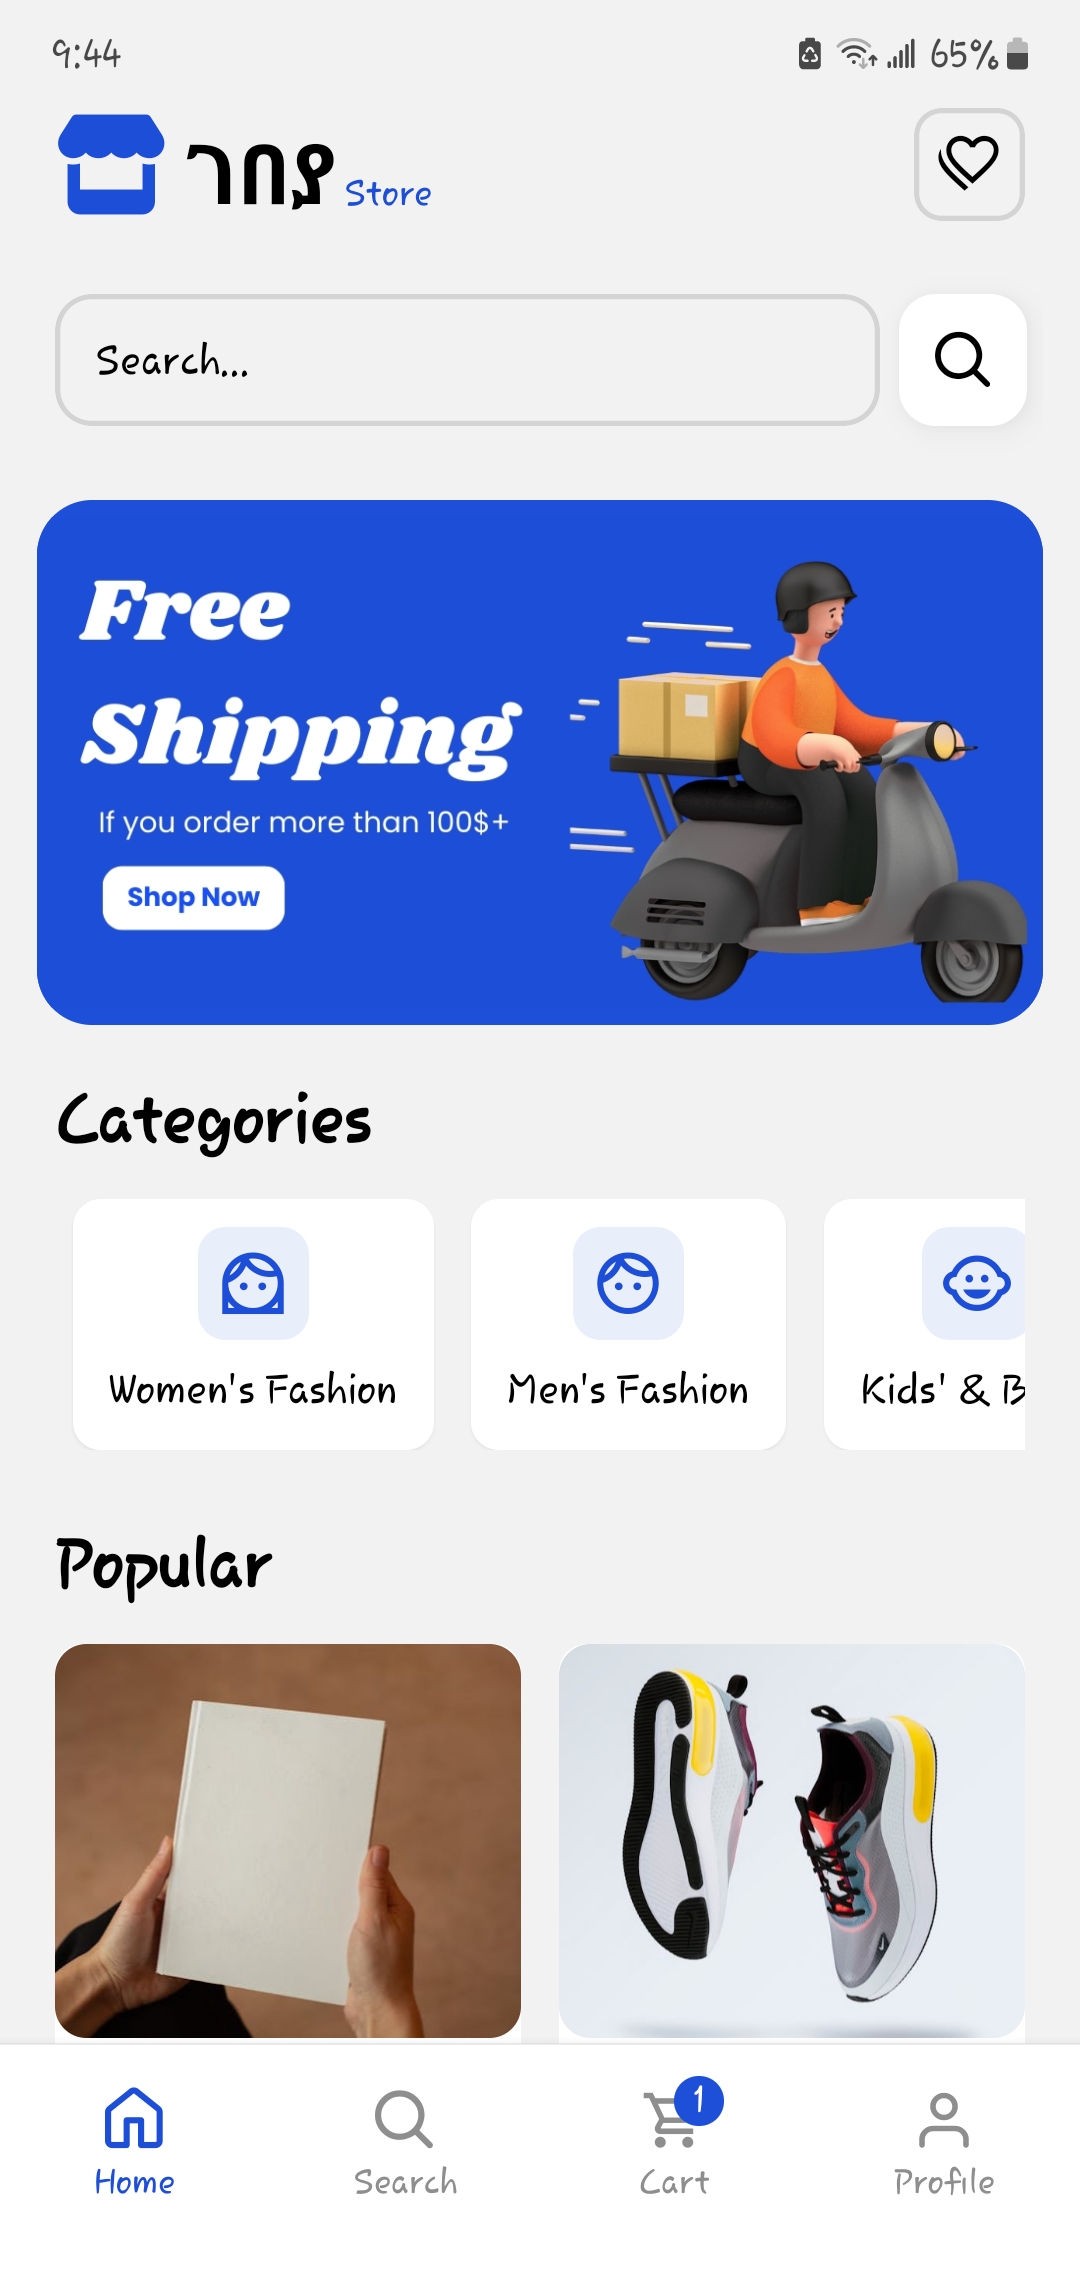 9:44
65%
ገበያ Store
Search...
Free
Shipping
If you order more than 100$+
Shop Now
Categories
Women's Fashion
Men's Fashion
Kids' & B
Popular
1
Home
Search
Cart
Profile